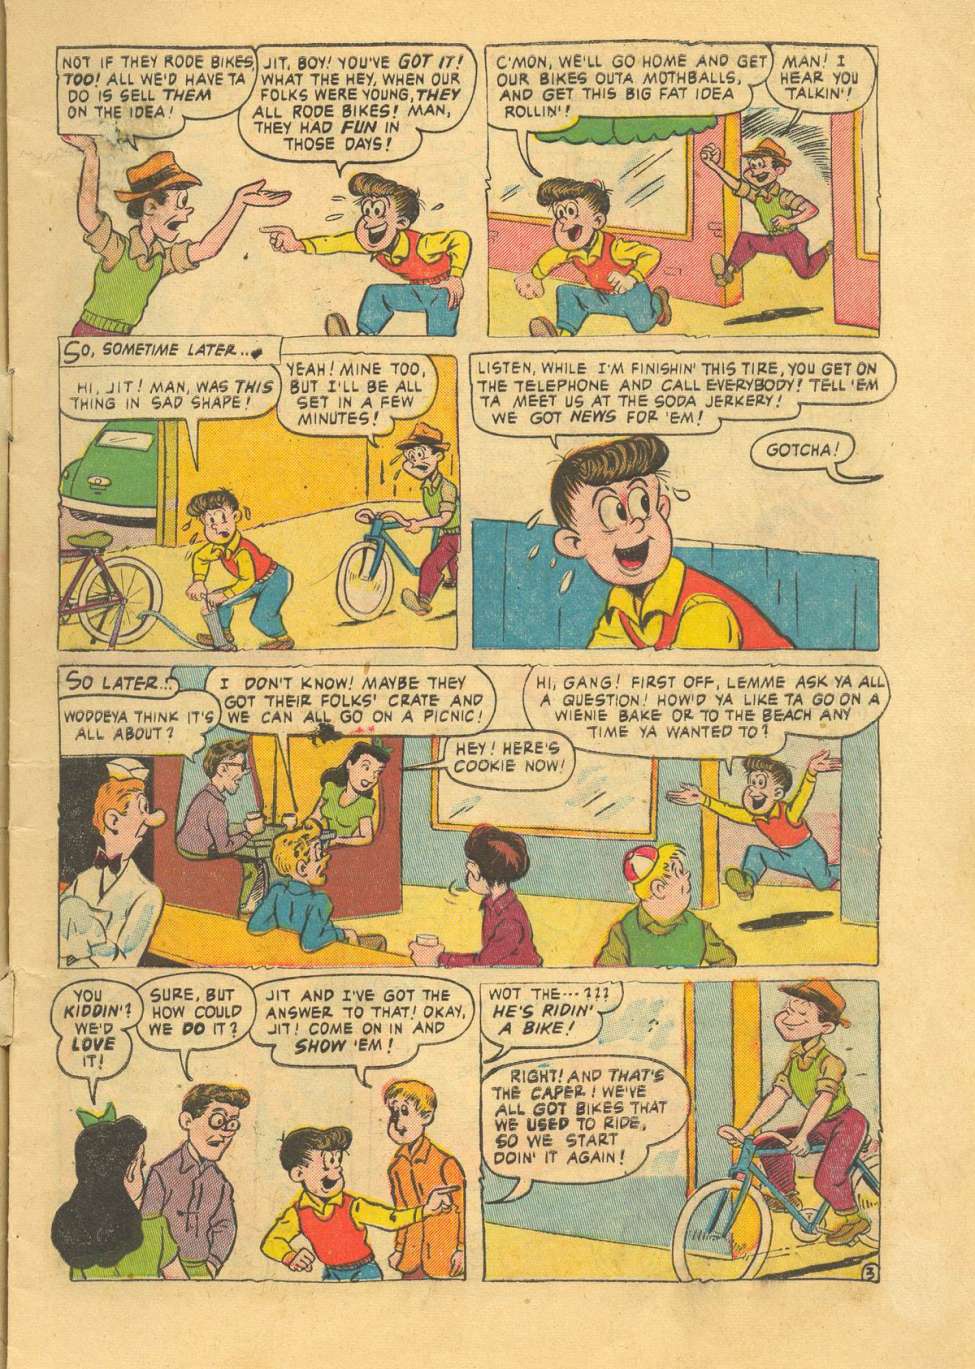 NOT IF THEY RODE BIKES,
TOO! ALL WE'D HAVE TA
DO IS SELL THEM
ON THE IDEA!
JIT, BOY! YOU'VE GOT IT!
WHAT THE HEY, WHEN OUR
FOLKS WERE YOUNG, THEY
ALL RODE BIKES! MAN,
THEY HAD FUN IN
THOSE DAYS!
C'MON, WE'LL GO HOME AND GET
OUR BIKES OUTA MOTHBALLS,
AND GET THIS BIG FAT IDEA
ROLLIN'!
MAN! I
HEAR YOU
TALKIN'!
SO, SOMETIME LATER...
HI, JIT! MAN, WAS THIS
THING IN SAD SHAPE!
YEAH! MINE TOO,
BUT I'LL BE ALL
SET IN A FEW
MINUTES!
LISTEN, WHILE I'M FINISHIN' THIS TIRE, YOU GET ON
THE TELEPHONE AND CALL EVERYBODY! TELL 'EM
TA MEET US AT THE SODA JERKERY!
WE GOT NEWS FOR 'EM!
GOTCHA!
SO LATER...
WODDEYA THINK IT'S
ALL ABOUT?
I DON'T KNOW! MAYBE THEY
GOT THEIR FOLKS' CRATE AND
WE CAN ALL GO ON A PICNIC!
HEY! HERE'S
COOKIE NOW!
HI, GANG! FIRST OFF, LEMME ASK YA ALL
A QUESTION! HOW'D YA LIKE TA GO ON A
WIENIE BAKE OR TO THE BEACH ANY
TIME YA WANTED TO?
YOU
KIDDIN'?
WE'D
LOVE
IT!
SURE, BUT
HOW COULD
WE DO IT?
JIT AND I'VE GOT THE
ANSWER TO THAT! OKAY,
JIT! COME ON IN AND
SHOW 'EM!
WOT THE---???
HE'S RIDIN'
A BIKE!
RIGHT! AND THAT'S
THE CAPER! WE'VE
ALL GOT BIKES THAT
WE USED TO RIDE,
SO WE START
DOIN' IT AGAIN!
3